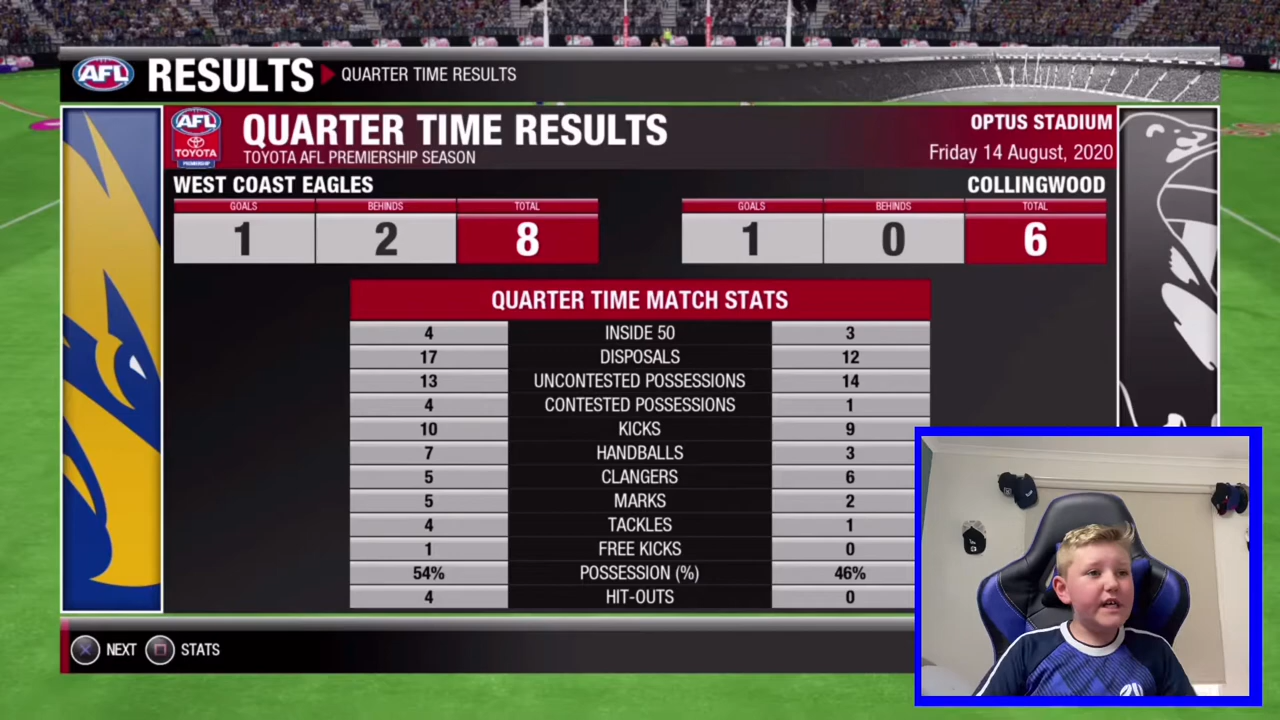 AFL RESULTS QUARTER TIME RESULTS
AFL
TOYOTA
PREMIERSHIP
QUARTER TIME RESULTS
TOYOTA AFL PREMIERSHIP SEASON
OPTUS STADIUM
Friday 14 August, 2020
WEST COAST EAGLES COLLINGWOOD
GOALS BEHINDS TOTAL GOALS BEHINDS TOTAL
1 2 8 1 0 6
QUARTER TIME MATCH STATS
4 INSIDE 50 3
17 DISPOSALS 12
13 UNCONTESTED POSSESSIONS 14
4 CONTESTED POSSESSIONS 1
10 KICKS 9
7 HANDBALLS 3
5 CLANGERS 6
5 MARKS 2
4 TACKLES 1
1 FREE KICKS 0
54% POSSESSION (%) 46%
4 HIT-OUTS 0
NEXT STATS